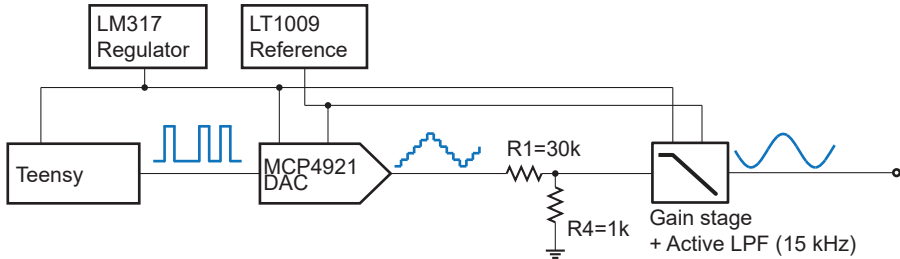 LM317
Regulator
LT1009
Reference
Teensy
MCP4921
DAC
R1=30k
R4=1k
Gain stage
+ Active LPF (15 kHz)